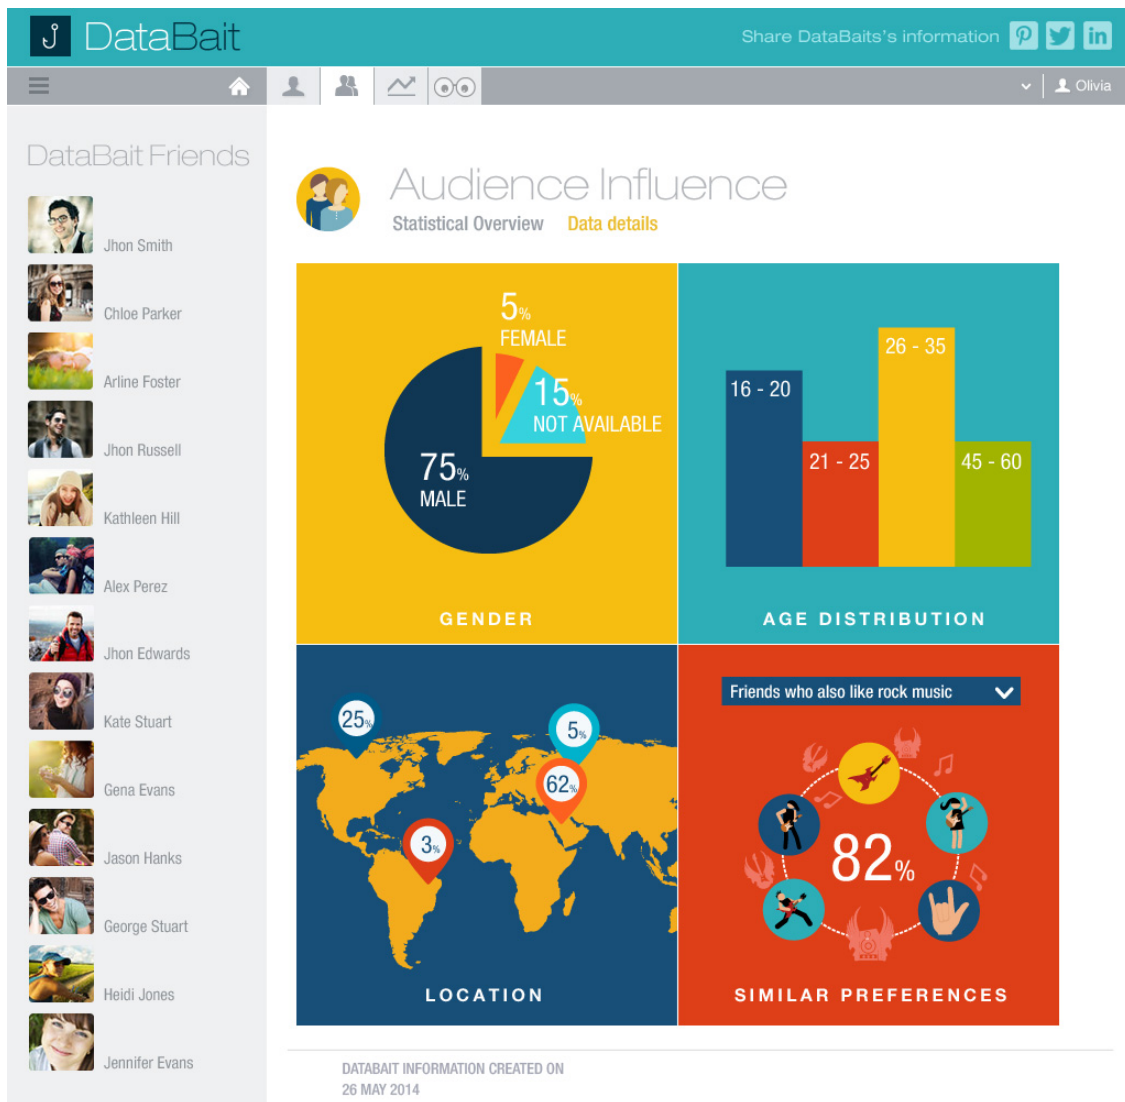 DataBait
Share DataBaits's information
Olivia
DataBait Friends
Jhon Smith
Chloe Parker
Arline Foster
Jhon Russell
Kathleen Hill
Alex Perez
Jhon Edwards
Kate Stuart
Gena Evans
Jason Hanks
George Stuart
Heidi Jones
Jennifer Evans
Audience Influence
Statistical Overview Data details
5%
FEMALE
15%
NOT AVAILABLE
75%
MALE
GENDER
16 - 20
21 - 25
26 - 35
45 - 60
AGE DISTRIBUTION
25%
5%
62%
3%
LOCATION
Friends who also like rock music
82%
SIMILAR PREFERENCES
DATABAIT INFORMATION CREATED ON
26 MAY 2014